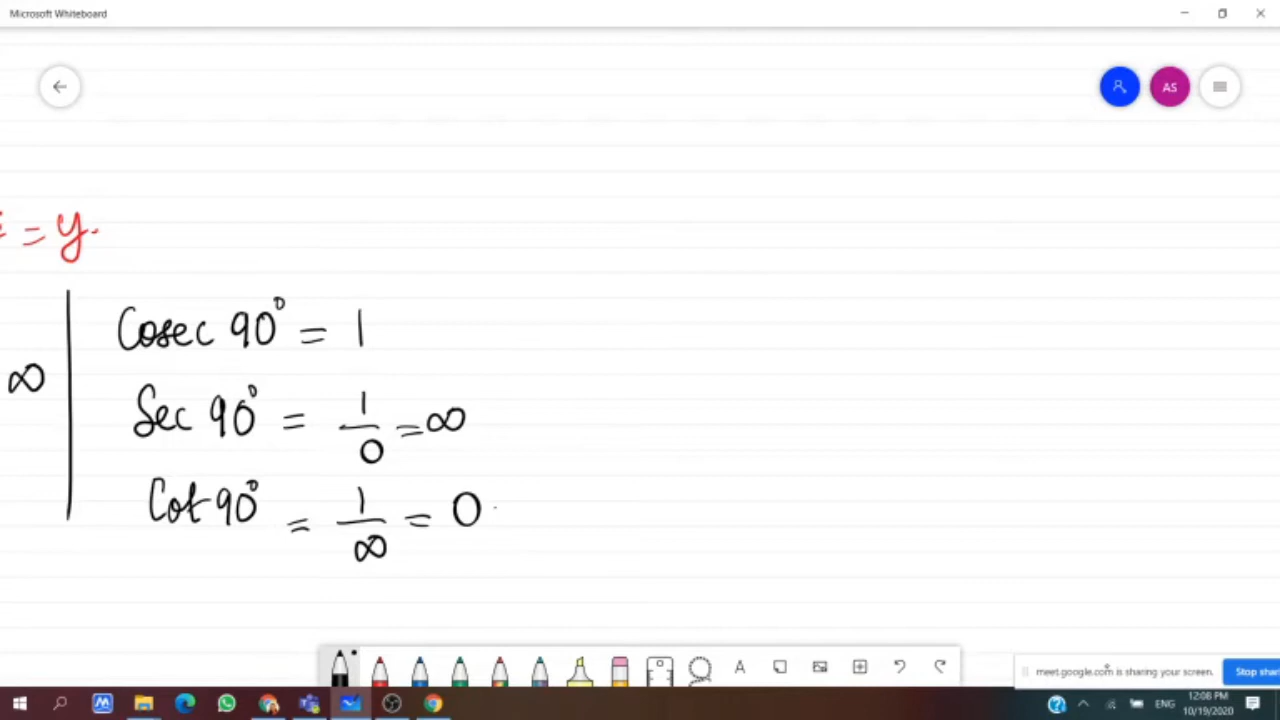 Microsoft Whiteboard
AS
= y.
∞
Cosec 90° = 1
Sec 90° = 1/0 = ∞
Cot 90° = 1/∞ = 0
A
meet.google.com is sharing your screen.
Stop shar
ENG
12:08 PM
10/19/2020